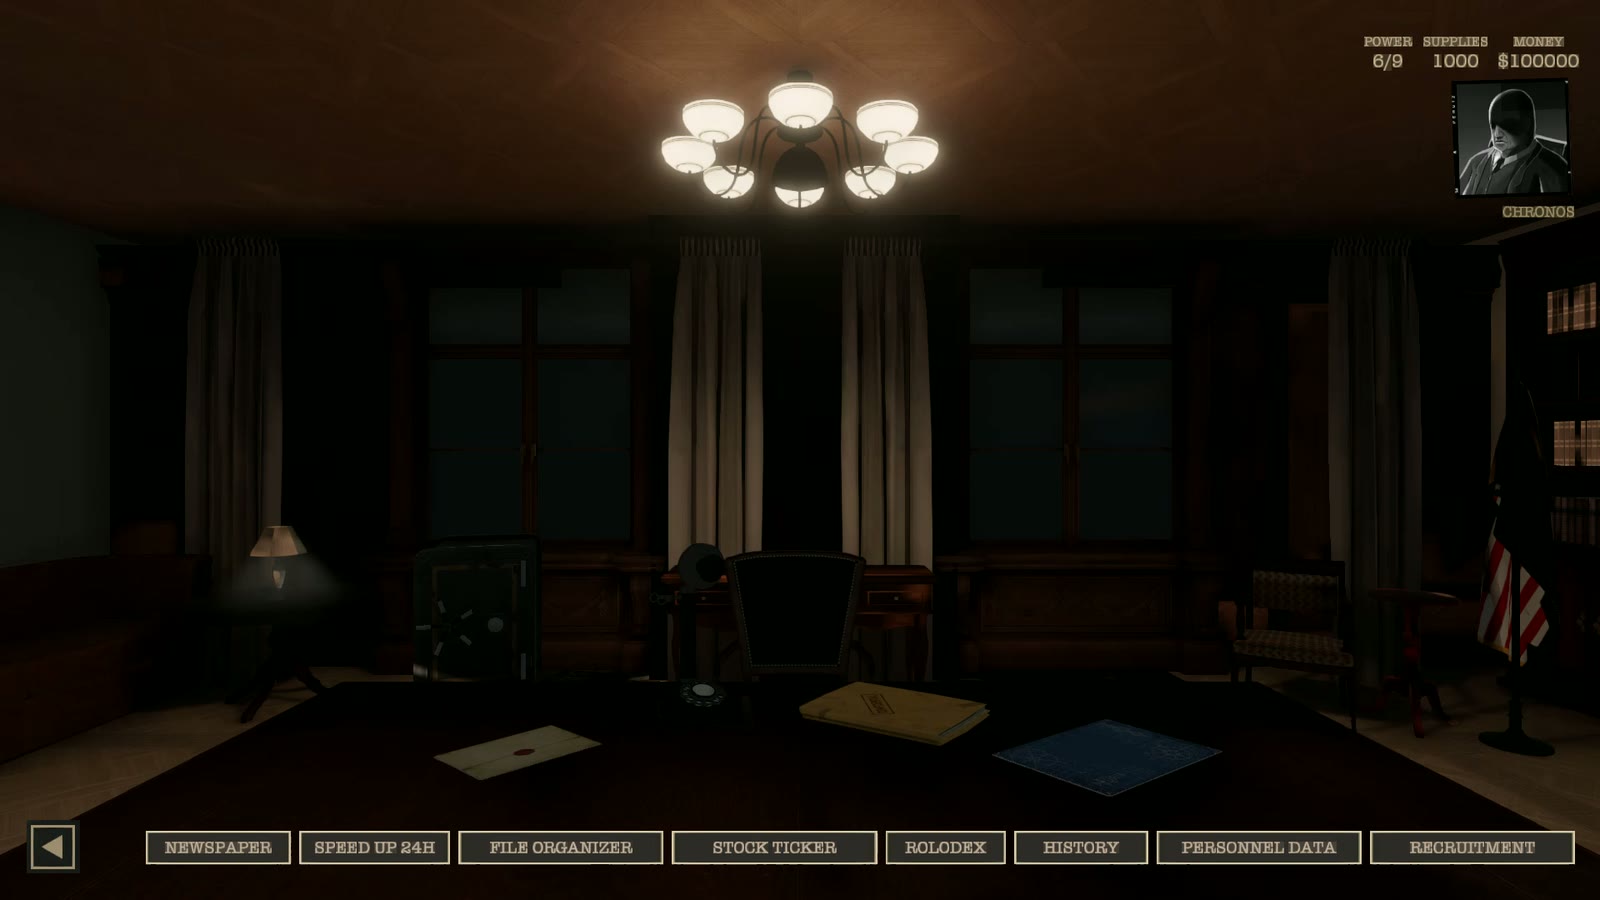 POWER SUPPLIES MONEY
6/9 1000 $100000
CHRONOS
NEWSPAPER SPEED UP 24H FILE ORGANIZER STOCK TICKER ROLODEX HISTORY PERSONNEL DATA RECRUITMENT